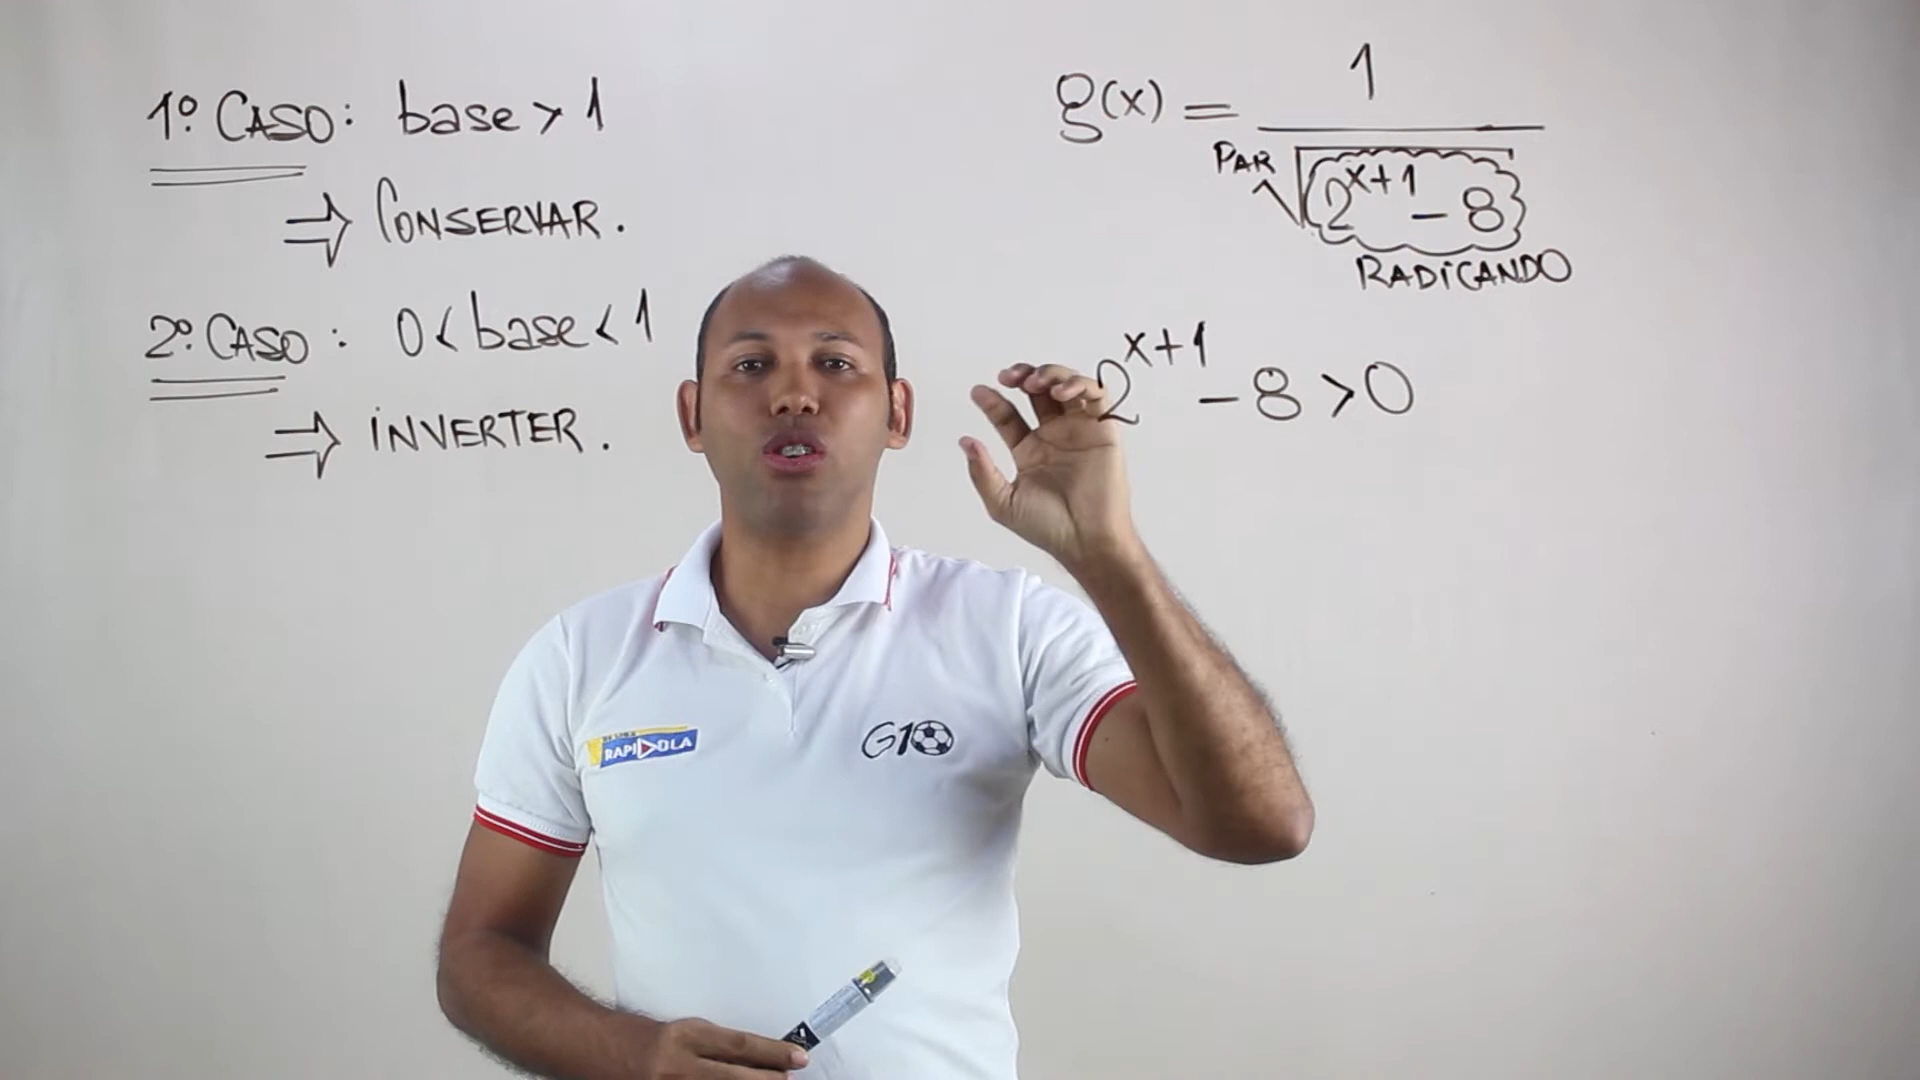 1º CASO: base > 1
⇒ CONSERVAR.
2º CASO: 0 < base < 1
⇒ INVERTER.
g(x) = 1
PAR √ 2^{x+1} - 8
RADICANDO
2^{x+1} - 8 > 0
RAPIDOLA
G10